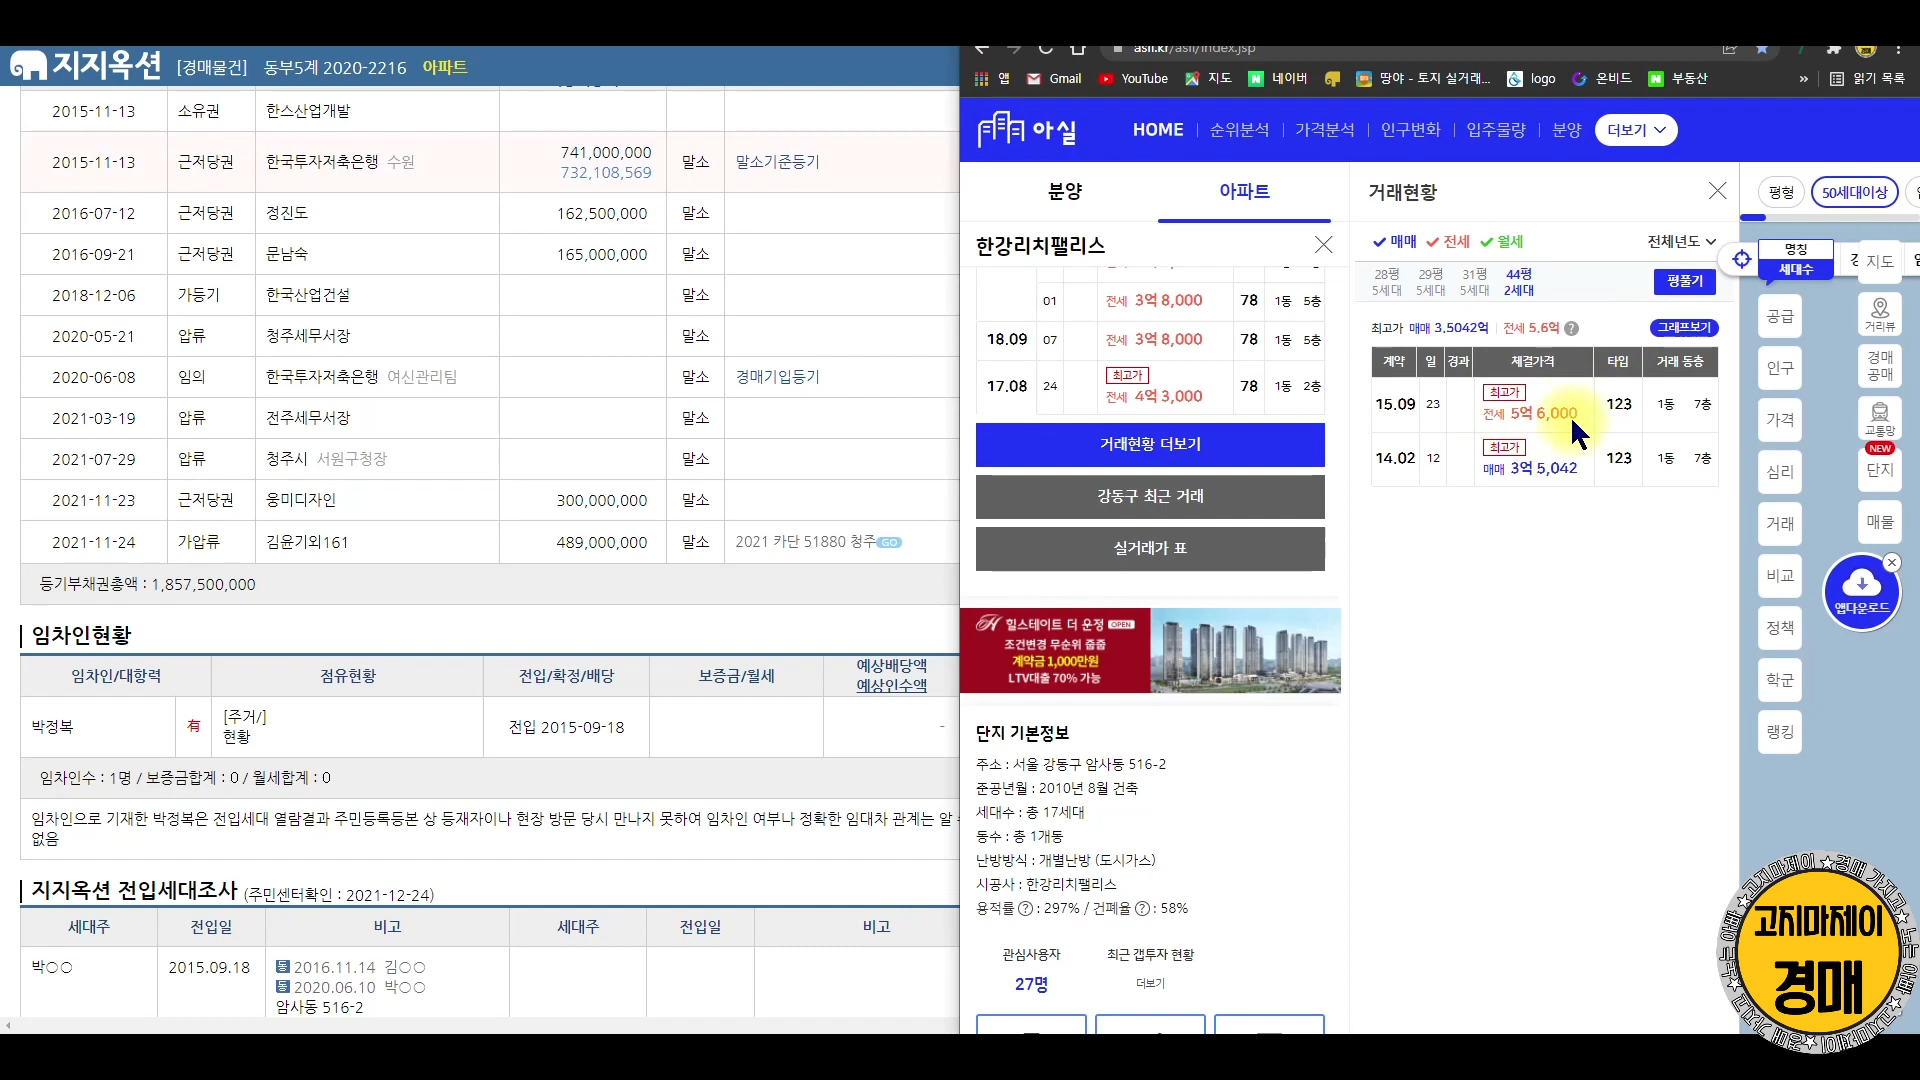 지지옥션 [경매물건] 동부5계 2020-2216 아파트
2015-11-13 소유권 한스산업개발
2015-11-13 근저당권 한국투자저축은행 수원 741,000,000 732,108,569 말소 말소기준등기
2016-07-12 근저당권 정진도 162,500,000 말소
2016-09-21 근저당권 문남숙 165,000,000 말소
2018-12-06 가등기 한국산업건설 말소
2020-05-21 압류 청주세무서장 말소
2020-06-08 임의 한국투자저축은행 여신관리팀 말소 경매기입등기
2021-03-19 압류 전주세무서장 말소
2021-07-29 압류 청주시 서원구청장 말소
2021-11-23 근저당권 웅미디자인 300,000,000 말소
2021-11-24 가압류 김윤기외161 489,000,000 말소 2021 카단 51880 청주 GO
등기부채권총액 : 1,857,500,000
임차인현황
임차인/대항력 점유현황 전입/확정/배당 보증금/월세 예상배당액
예상인수액
박정복 有 [주거/]
현황 전입 2015-09-18 -
임차인수 : 1명 / 보증금합계 : 0 / 월세합계 : 0
임차인으로 기재한 박정복은 전입세대 열람결과 주민등록등본 상 등재자이나 현장 방문 당시 만나지 못하여 임차인 여부나 정확한 임대차 관계는 알
없음
지지옥션 전입세대조사 (주민센터확인 : 2021-12-24)
세대주 전입일 비고 세대주 전입일 비고
박○○ 2015.09.18 동 2016.11.14 김○○
동 2020.06.10 박○○
암사동 516-2
asil.kr/asil/index.jsp
앱 Gmail YouTube 지도 네이버 땅야 - 토지 실거래... logo 온비드 부동산 » 읽기 목록
아실 HOME 순위분석 가격분석 인구변화 입주물량 분양 더보기
분양 아파트
한강리치팰리스
01 전세 3억 8,000 78 1동 5층
18.09 07 전세 3억 8,000 78 1동 5층
17.08 24 최고가 전세 4억 3,000 78 1동 2층
거래현황 더보기
강동구 최근 거래
실거래가 표
힐스테이트 더 운정 OPEN
조건변경 무순위 줍줍
계약금 1,000만원
LTV대출 70% 가능
단지 기본정보
주소 : 서울 강동구 암사동 516-2
준공년월 : 2010년 8월 건축
세대수 : 총 17세대
동수 : 총 1개동
난방방식 : 개별난방 (도시가스)
시공사 : 한강리치팰리스
용적률 ? : 297% / 건폐율 ? : 58%
관심사용자 최근 갭투자 현황
27명 더보기
거래현황
매매 전세 월세 전체년도
28평 29평 31평 44평
5세대 5세대 5세대 2세대
평풀기
최고가 매매 3,5042억 전세 5,6억 ? 그래프보기
계약 일 경과 체결가격 타입 거래 동층
15.09 23 최고가 전세 5억 6,000 123 1동 7층
14.02 12 최고가 매매 3억 5,042 123 1동 7층
평형 50세대이상
명칭
세대수
지도
공급
거리뷰
인구
경매
공매
가격
교통망
NEW
심리
단지
거래
매물
비교
앱다운로드
정책
학군
랭킹
고지마제이
경매